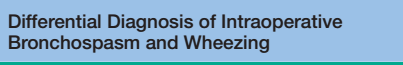 Differential Diagnosis of Intraoperative
Bronchospasm and Wheezing